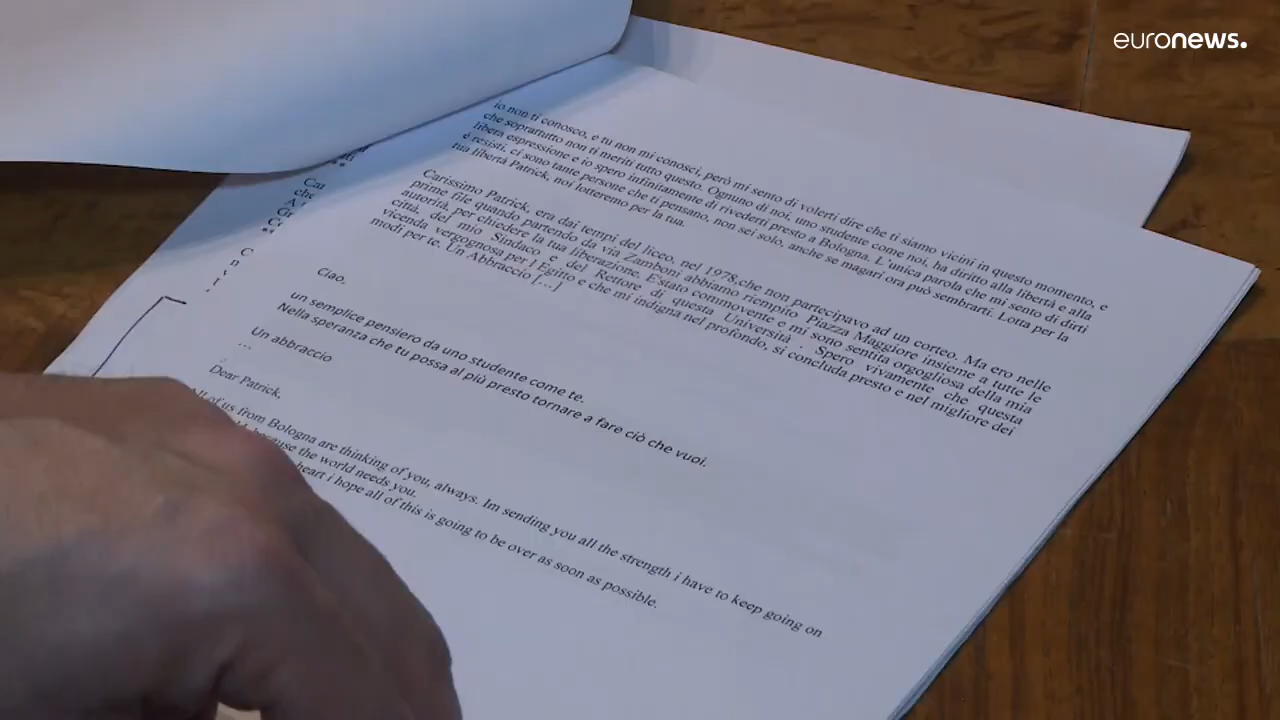 euronews.
io non ti conosco, e tu non mi conosci, però mi sento di volerti dire che ti siamo vicini in questo momento, e
che soprattutto non ti meriti tutto questo. Ognuno di noi, uno studente come noi, ha diritto alla libertà e alla
libera espressione e io spero infinitamente di rivederti presto a Bologna. L'unica parola che mi sento di dirti
è resisti, ci sono tante persone che ti pensano, non sei solo, anche se magari ora può sembrarti. Lotta per la
tua libertà Patrick, noi lotteremo per la tua.
Carissimo Patrick, era dai tempi del liceo, nel 1978,che non partecipavo ad un corteo. Ma ero nelle
prime file quando partendo da via Zamboni abbiamo riempito Piazza Maggiore insieme a tutte le
autorità, per chiedere la tua liberazione. E'stato commovente e mi sono sentita orgogliosa della mia
città, del mio Sindaco e del Rettore di questa Università . Spero vivamente che questa
vicenda vergognosa per l'Egitto e che mi indigna nel profondo, si concluda presto e nel migliore dei
modi per te. Un Abbraccio [...]
Ciao,
un semplice pensiero da uno studente come te.
Nella speranza che tu possa al più presto tornare a fare ciò che vuoi.
Un abbraccio
...
Dear Patrick,
All of us from Bologna are thinking of you, always. Im sending you all the strength i have to keep going on
because the world needs you.
heart i hope all of this is going to be over as soon as possible.